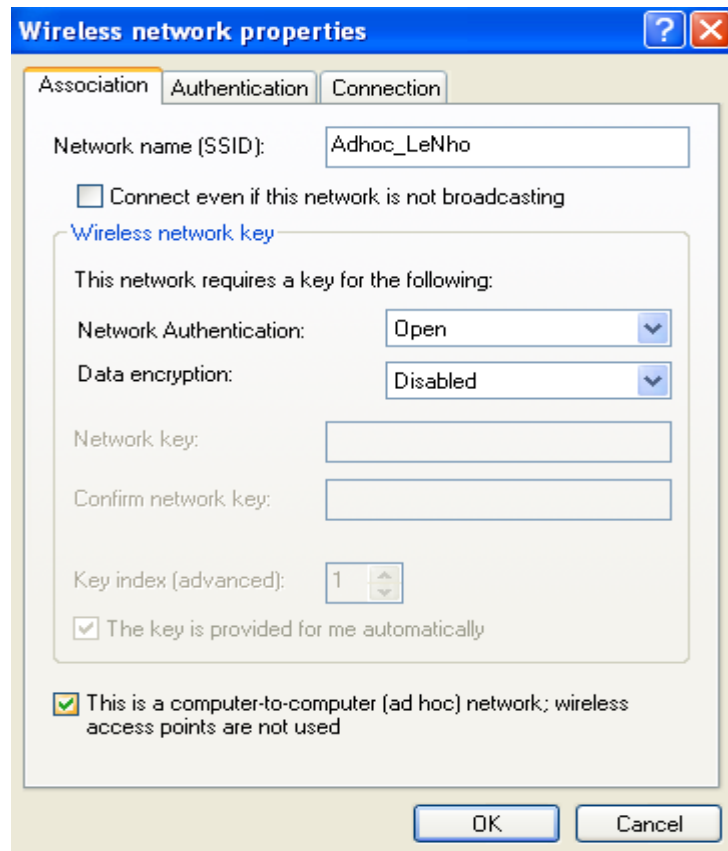 Wireless network properties
Association Authentication Connection
Network name (SSID): Adhoc_LeNho
Connect even if this network is not broadcasting
Wireless network key
This network requires a key for the following:
Network Authentication: Open
Data encryption: Disabled
Network key:
Confirm network key:
Key index (advanced): 1
The key is provided for me automatically
This is a computer-to-computer (ad hoc) network; wireless
access points are not used
OK Cancel